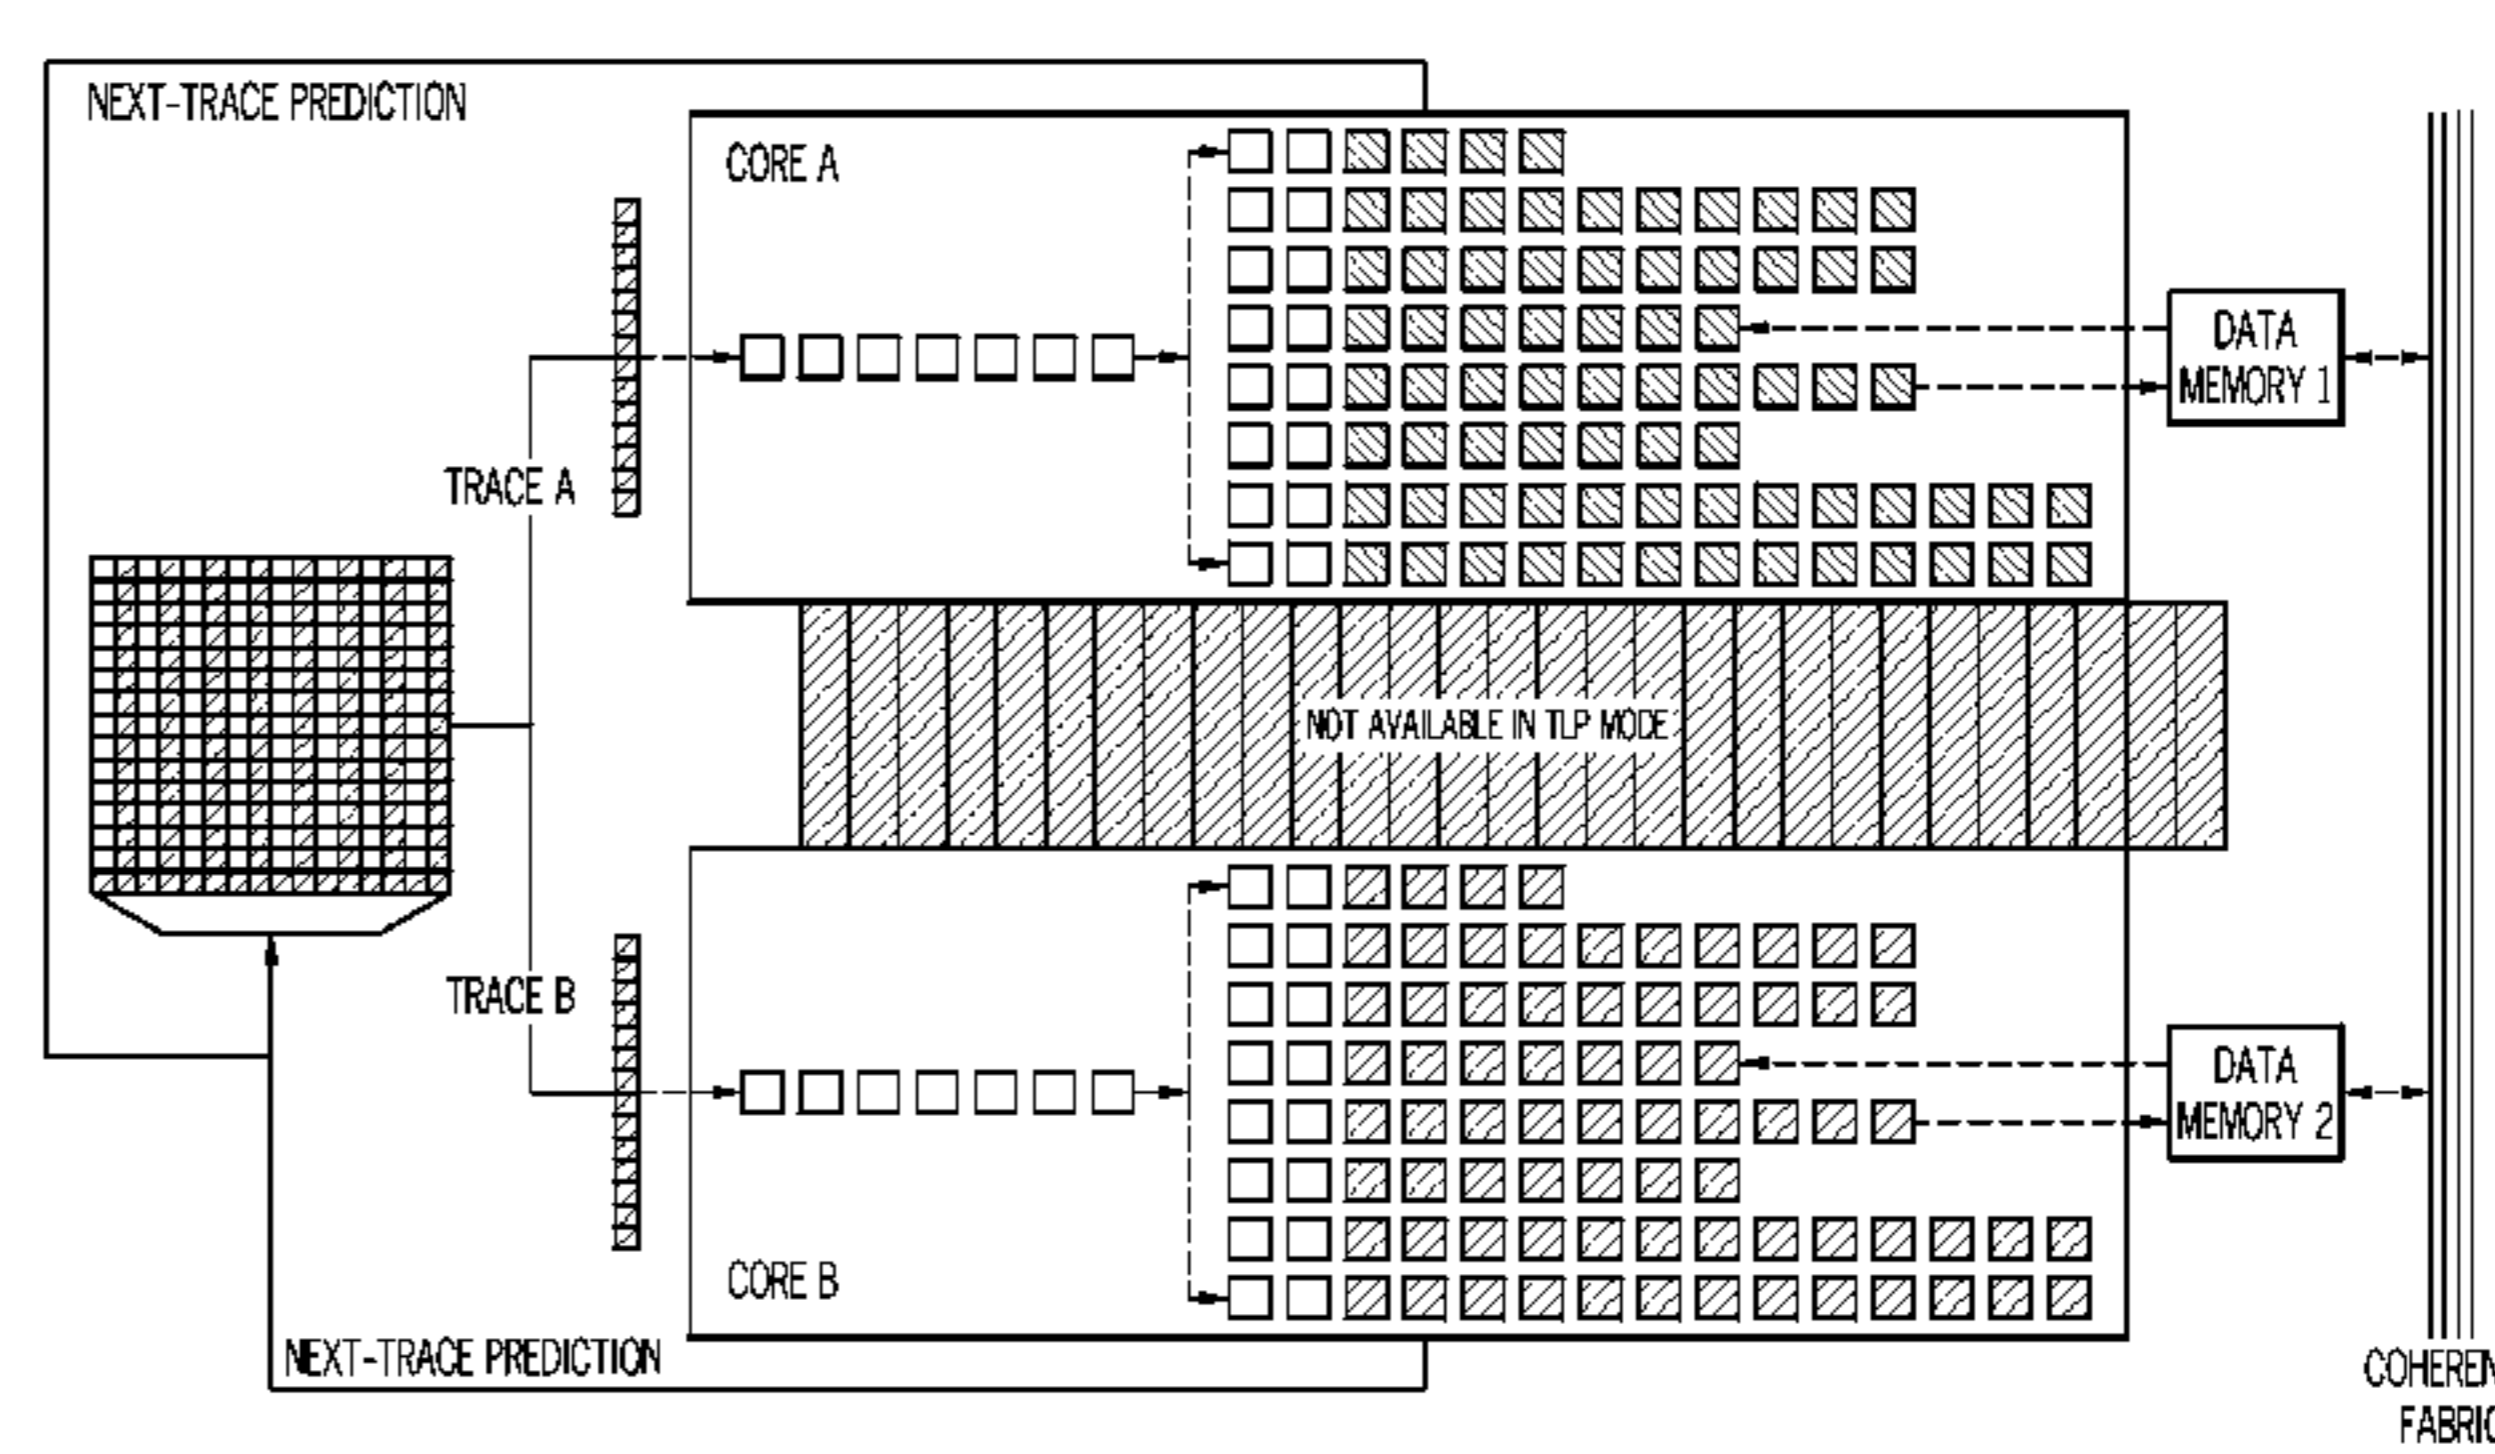 NEXT-TRACE PREDICTION
CORE A
DATA
MEMORY 1
TRACE A
NOT AVAILABLE IN TLP MODE
TRACE B
DATA
MEMORY 2
CORE B
NEXT-TRACE PREDICTION